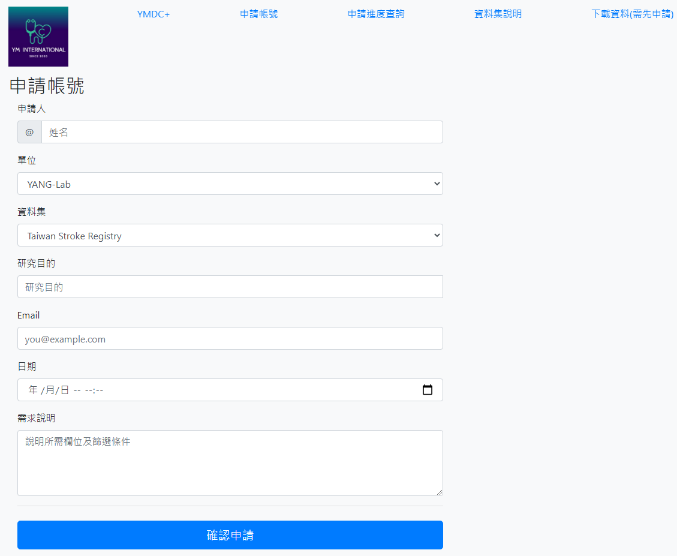 YMDC+ 申請帳號 申請進度查詢 資料集說明 下載資料(需先申請)
YM INTERNATIONAL
申請帳號
申請人
@ 姓名
單位
YANG-Lab
資料集
Taiwan Stroke Registry
研究目的
研究目的
Email
you@example.com
日期
年 /月/日 -- --:--
需求說明
說明所需欄位及篩選條件
確認申請